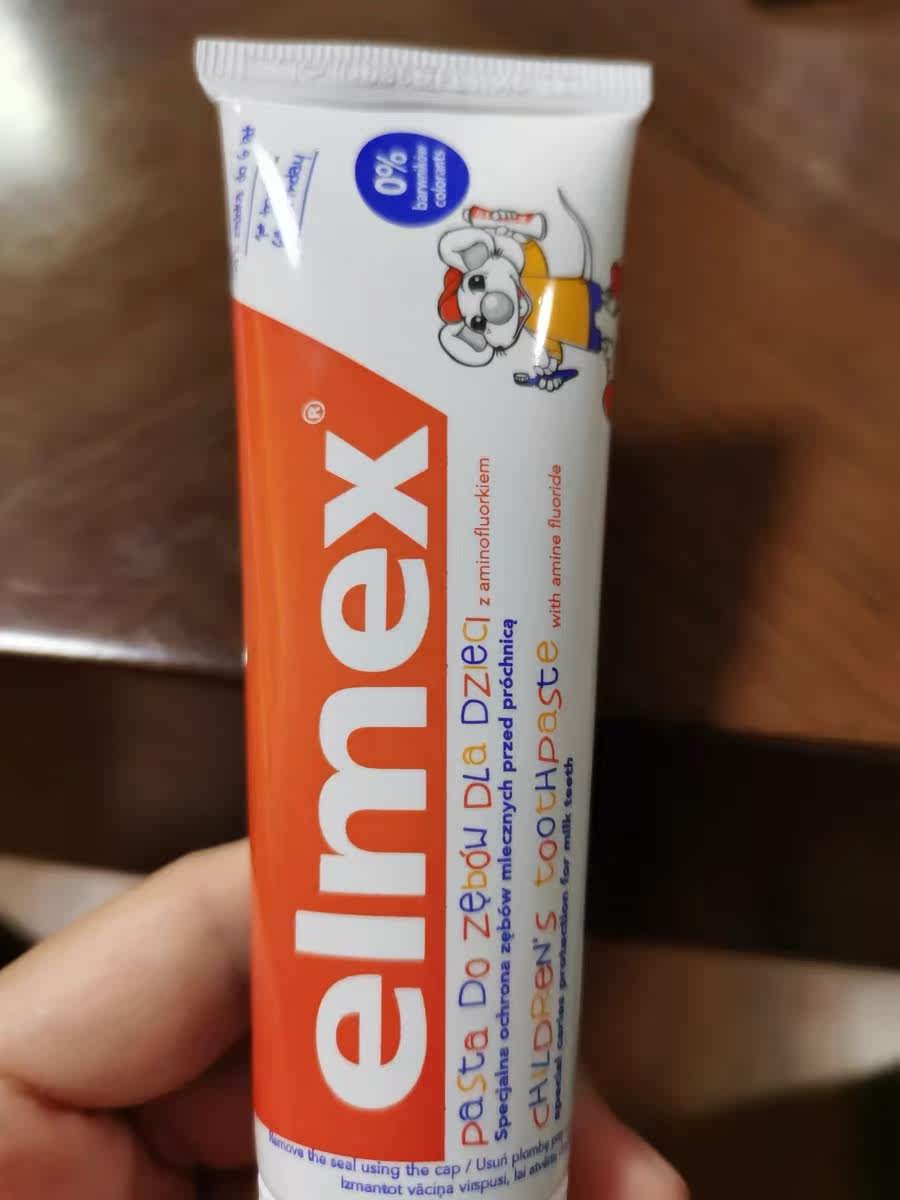 0%
barwników
colorants
elmex®
pasta Do zębów DLa DzIecI z aminofluorkiem
Specjalna ochrona zębów mlecznych przed próchnicą
cHILDREN'S tootHpaste with amine fluoride
special caries protection for milk teeth
Remove the seal using the cap / Usuń plombę
Izmantot vāciņa virspusi, lai atvērtu